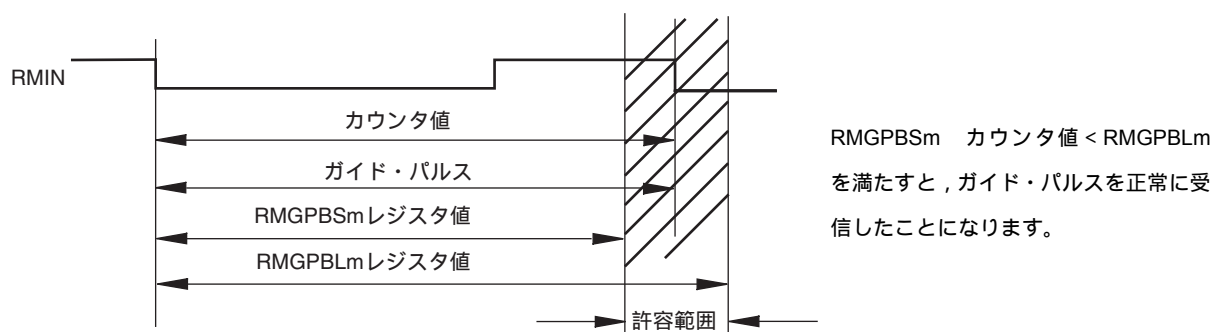 RMIN
カウンタ値
ガイド・パルス
RMGPBSmレジスタ値
RMGPBLmレジスタ値
許容範囲
RMGPBSm　カウンタ値 < RMGPBLm
を満たすと，ガイド・パルスを正常に受
信したことになります。